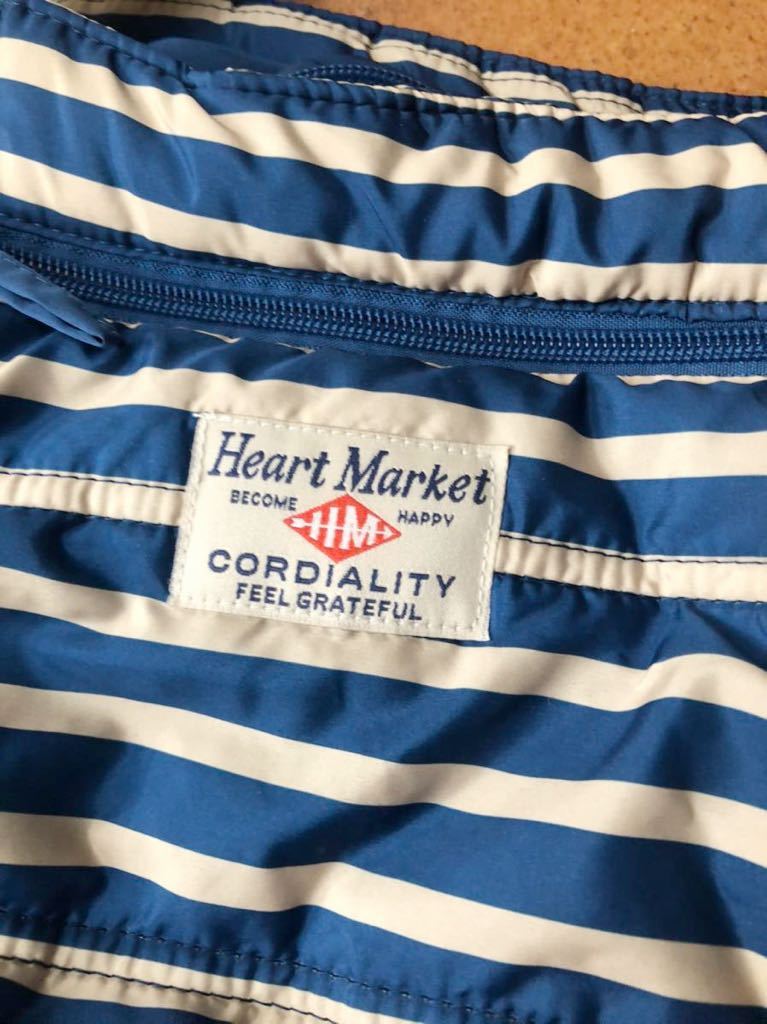 Heart Market
BECOME HM HAPPY
CORDIALITY
FEEL GRATEFUL